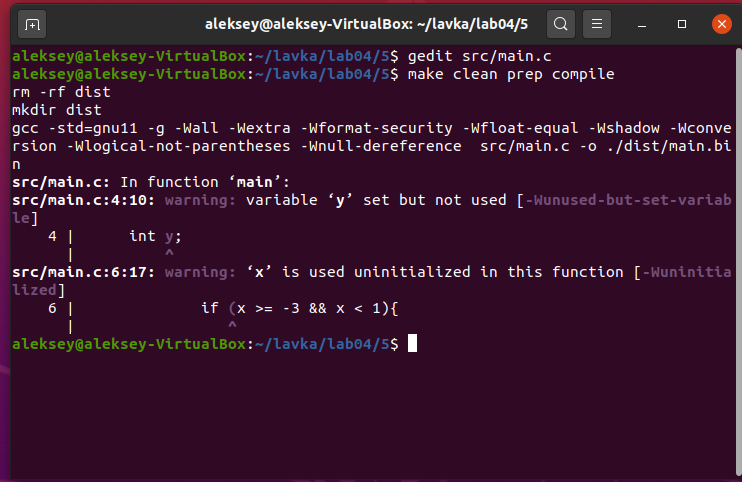 aleksey@aleksey-VirtualBox: ~/lavka/lab04/5
aleksey@aleksey-VirtualBox:~/lavka/lab04/5$ gedit src/main.c
aleksey@aleksey-VirtualBox:~/lavka/lab04/5$ make clean prep compile
rm -rf dist
mkdir dist
gcc -std=gnu11 -g -Wall -Wextra -Wformat-security -Wfloat-equal -Wshadow -Wconve
rsion -Wlogical-not-parentheses -Wnull-dereference  src/main.c -o ./dist/main.bi
n
src/main.c: In function ‘main’:
src/main.c:4:10: warning: variable ‘y’ set but not used [-Wunused-but-set-variab
le]
    4 |      int y;
      |          ^
src/main.c:6:17: warning: ‘x’ is used uninitialized in this function [-Wuninitia
lized]
    6 |              if (x >= -3 && x < 1){
      |                 ^
aleksey@aleksey-VirtualBox:~/lavka/lab04/5$